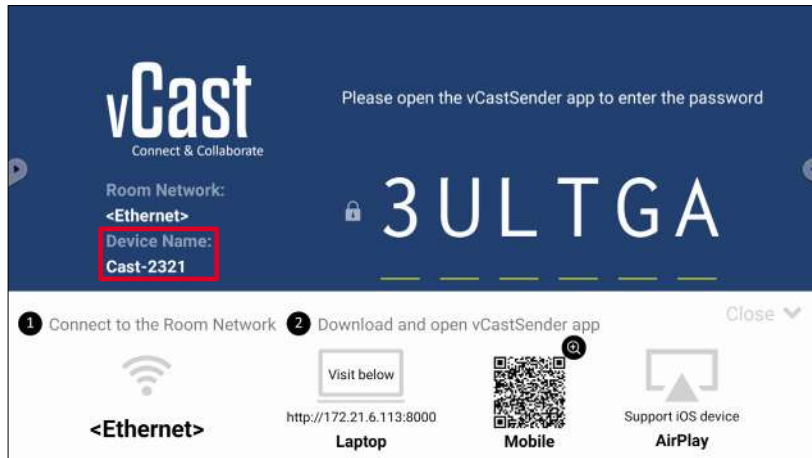 vCast
Connect & Collaborate
Please open the vCastSender app to enter the password
Room Network:
<Ethernet>
3ULTGA
Device Name:
Cast-2321
Close
1 Connect to the Room Network
2 Download and open vCastSender app
Visit below
http://172.21.6.113:8000
Support iOS device
<Ethernet>
Laptop
Mobile
AirPlay